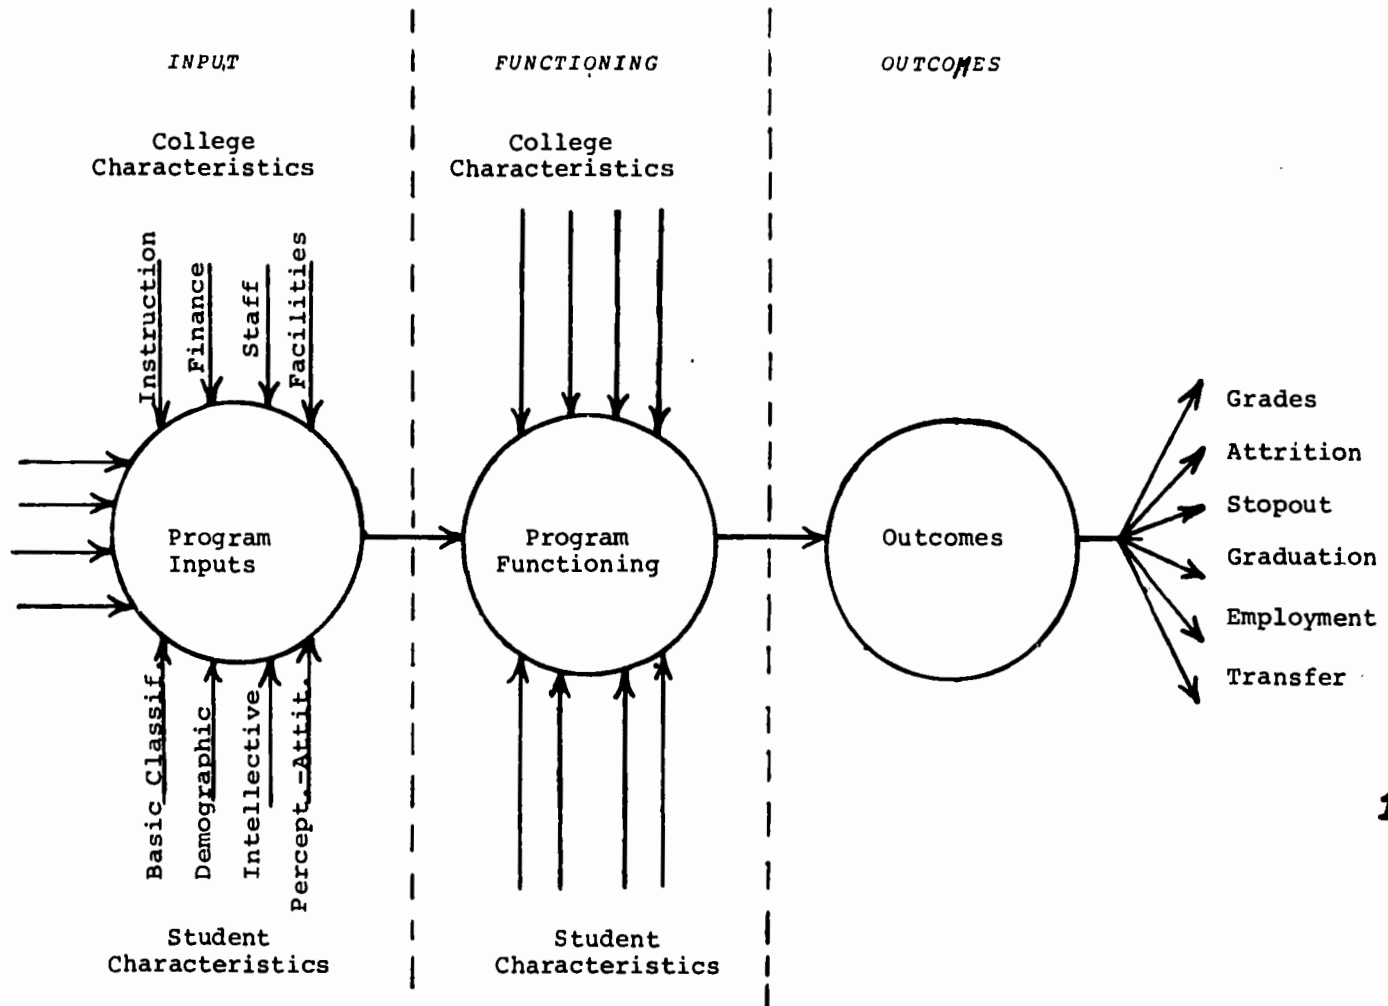 INPUT
FUNCTIONING
OUTCOMES
College
Characteristics
College
Characteristics
Instruction
Finance
Staff
Facilities
Grades
Attrition
Stopout
Graduation
Employment
Transfer
Program
Inputs
Program
Functioning
Outcomes
Basic Classif.
Demographic
Intellective
Percept.-Attit.
Student
Characteristics
Student
Characteristics